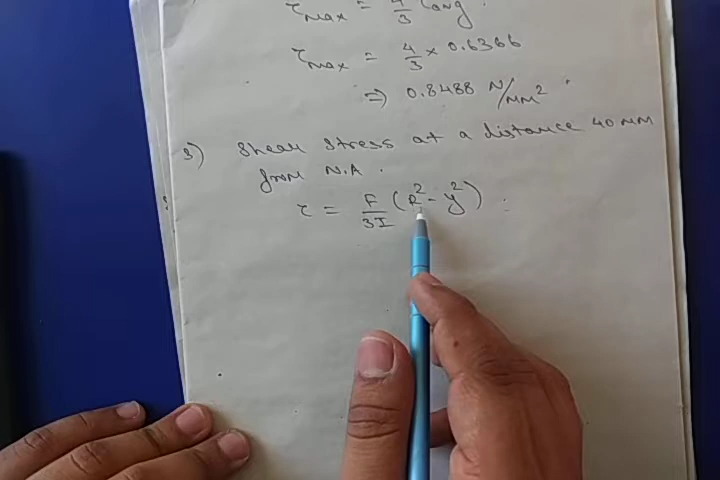 τmax = 4/3 τavg.
τmax = 4/3 × 0.6366
⇒ 0.8488 N/mm²
3) Shear stress at a distance 40 mm
from N.A.
τ = F/3I (R² - y²) :